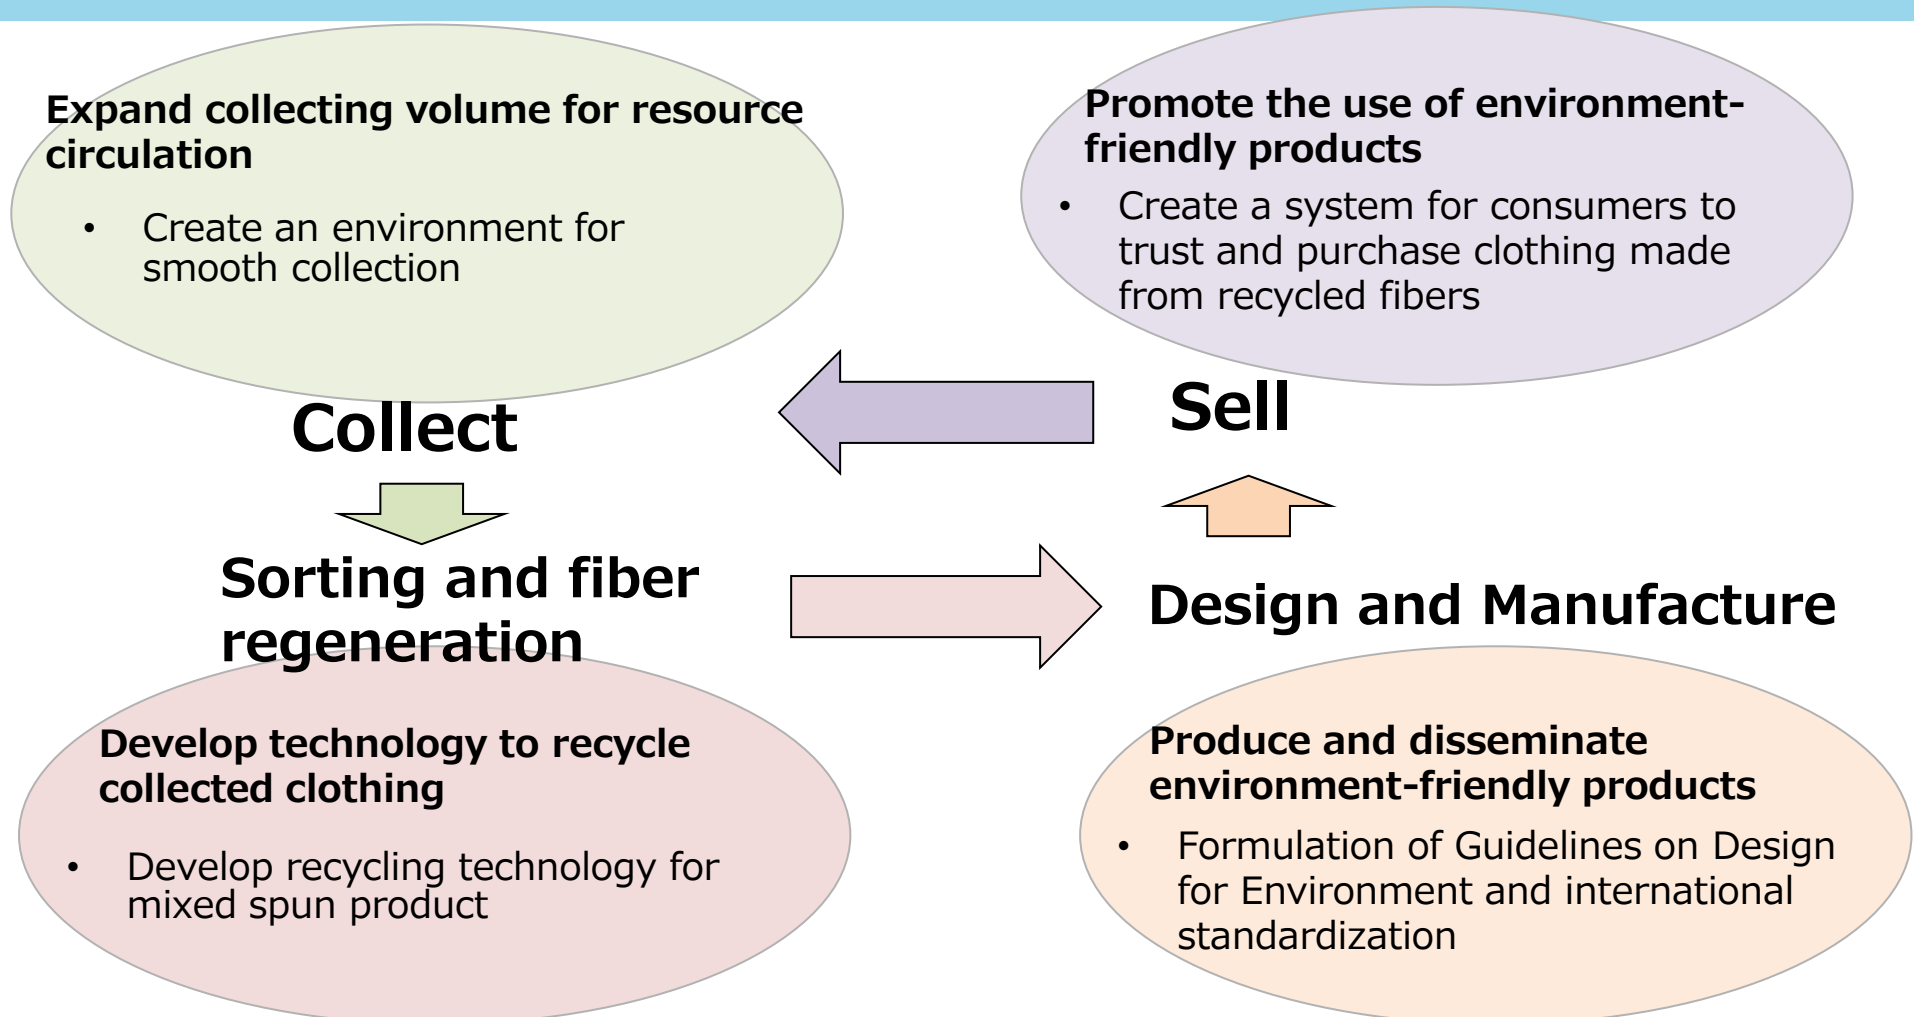 Expand collecting volume for resource
circulation
• Create an environment for
smooth collection
Promote the use of environment-
friendly products
• Create a system for consumers to
trust and purchase clothing made
from recycled fibers
Collect
Sell
Sorting and fiber
regeneration
Design and Manufacture
Develop technology to recycle
collected clothing
• Develop recycling technology for
mixed spun product
Produce and disseminate
environment-friendly products
• Formulation of Guidelines on Design
for Environment and international
standardization